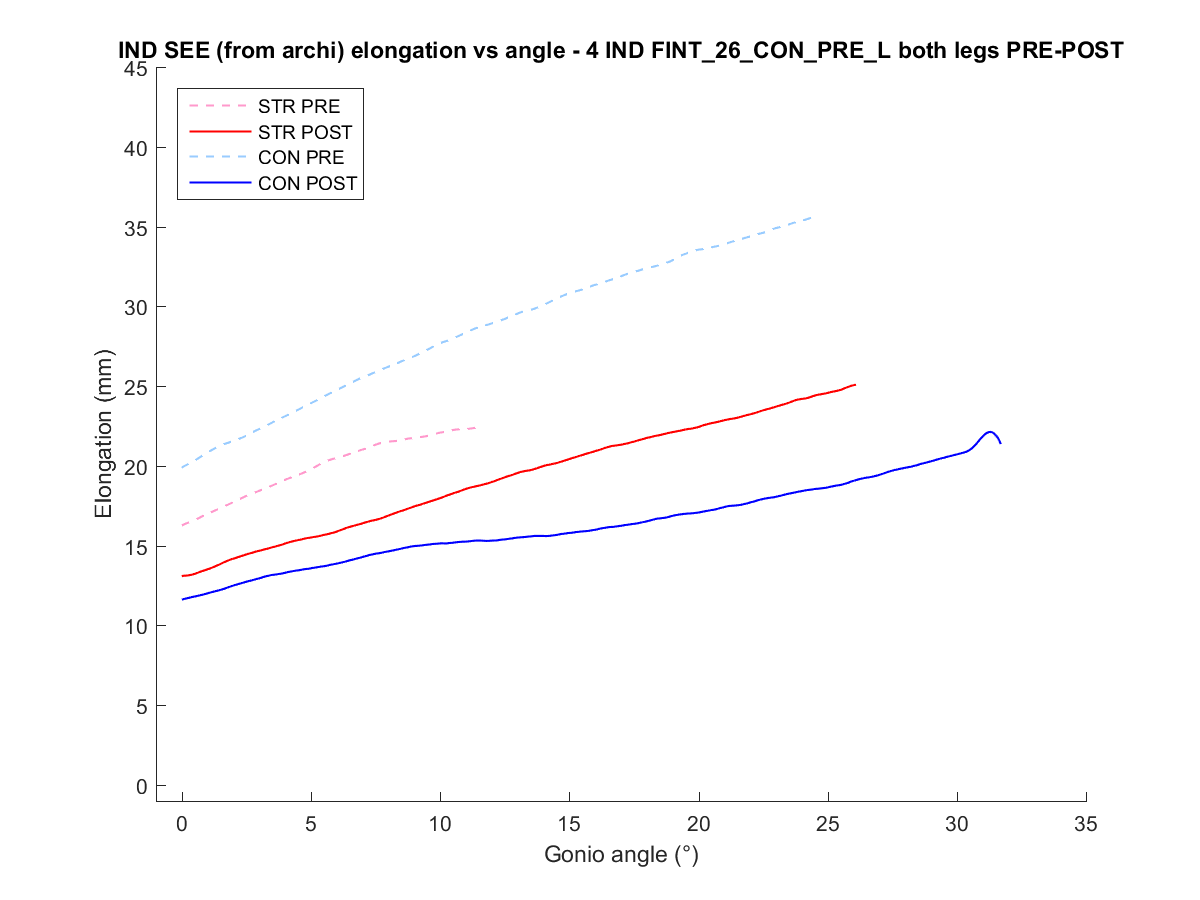 IND SEE (from archi) elongation vs angle - 4 IND FINT_26_CON_PRE_L both legs PRE-POST
STR PRE
STR POST
CON PRE
CON POST
45
40
35
30
25
20
15
10
5
0
Elongation (mm)
0 5 10 15 20 25 30 35
Gonio angle (°)